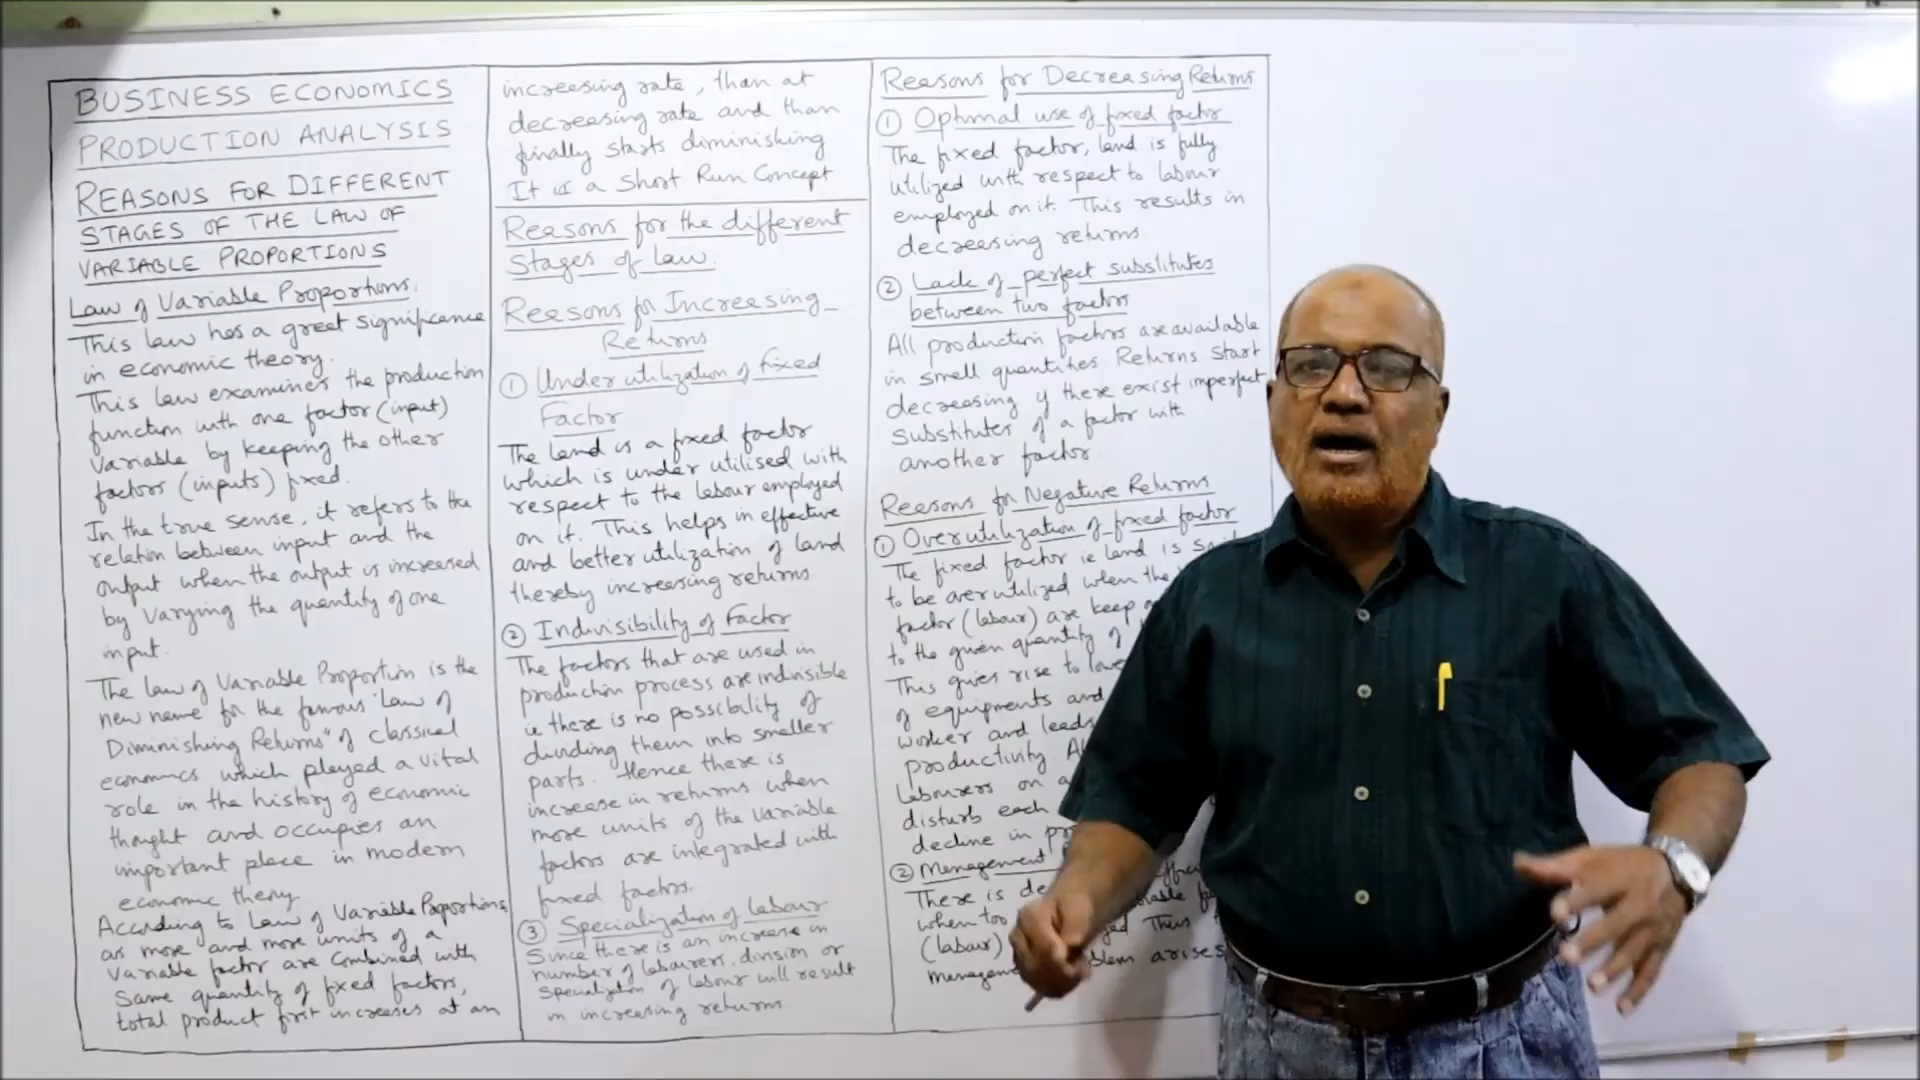 BUSINESS ECONOMICS
PRODUCTION ANALYSIS
REASONS FOR DIFFERENT
STAGES OF THE LAW OF
VARIABLE PROPORTIONS
Law of Variable Proportions.
This law has a great significance
in economic theory.
This law examines the production
function with one factor (input)
variable by keeping the other
factors (inputs) fixed.
In the true sense, it refers to the
relation between input and the
output when the output is increased
by varying the quantity of one
input.
The law of Variable Proportion is the
new name for the famous "Law of
Diminishing Returns" of classical
economics which played a vital
role in the history of economic
thought and occupies an
important place in modern
economic theory
According to Law of Variable Proportions,
as more and more units of a
variable factor are combined with
same quantity of fixed factors,
total product first increases at an
increasing rate, than at
decreasing rate and than
finally starts diminishing
It is a Short Run Concept
Reasons for the different
Stages of law.
Reasons for Increasing
Returns
① Under utilization of fixed
Factor
The land is a fixed factor
which is under utilised with
respect to the labour employed
on it. This helps in effective
and better utilization of land
thereby increasing returns
② Indivisibility of Factor
The factors that are used in
production process are indivisible
ie there is no possibility of
dividing them into smaller
parts. Hence there is
increase in returns when
more units of the variable
factors are integrated with
fixed factors.
③ Specialization of labour
Since there is an increase in
number of labourers, division or
specialization of labour will result
in increasing returns
Reasons for Decreasing Returns
① Optimal use of fixed factor
The fixed factor, land is fully
utilized with respect to labour
employed on it. This results in
decreasing returns
② Lack of perfect substitutes
between two factors
All production factors are available
in small quantities Returns start
decreasing if there exist imperfect
substitutes of a factor with
another factor.
Reasons for Negative Returns
① Over utilization of fixed factor
The fixed factor ie land is
to be over utilized when the
factor (labour) are keep
to the given quantity of
This gives rise to
of equipments and
worker and leads
productivity
labourers on a
disturb each
decline in
② Management
There is
when too
(labour) Thus
arises